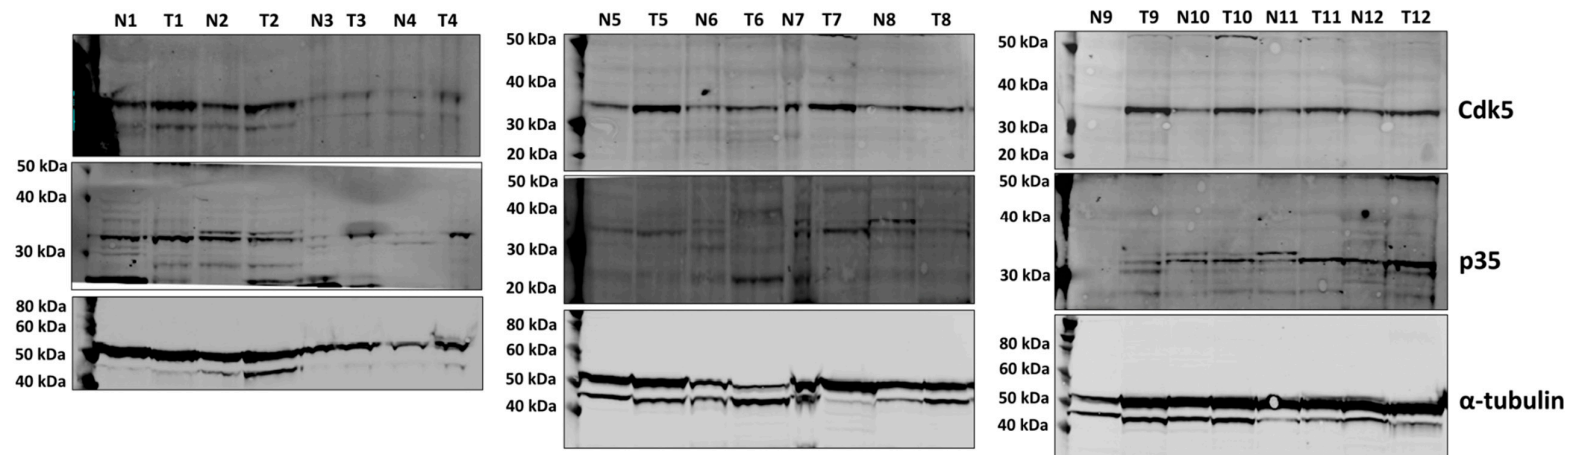 N1 T1 N2 T2 N3 T3 N4 T4
50 kDa
40 kDa
30 kDa
80 kDa
60 kDa
50 kDa
40 kDa
N5 T5 N6 T6 N7 T7 N8 T8
50 kDa
40 kDa
30 kDa
20 kDa
50 kDa
40 kDa
30 kDa
20 kDa
80 kDa
60 kDa
50 kDa
40 kDa
N9 T9 N10 T10 N11 T11 N12 T12
50 kDa
40 kDa
30 kDa
20 kDa
Cdk5
50 kDa
40 kDa
30 kDa
p35
80 kDa
60 kDa
50 kDa
40 kDa
α-tubulin